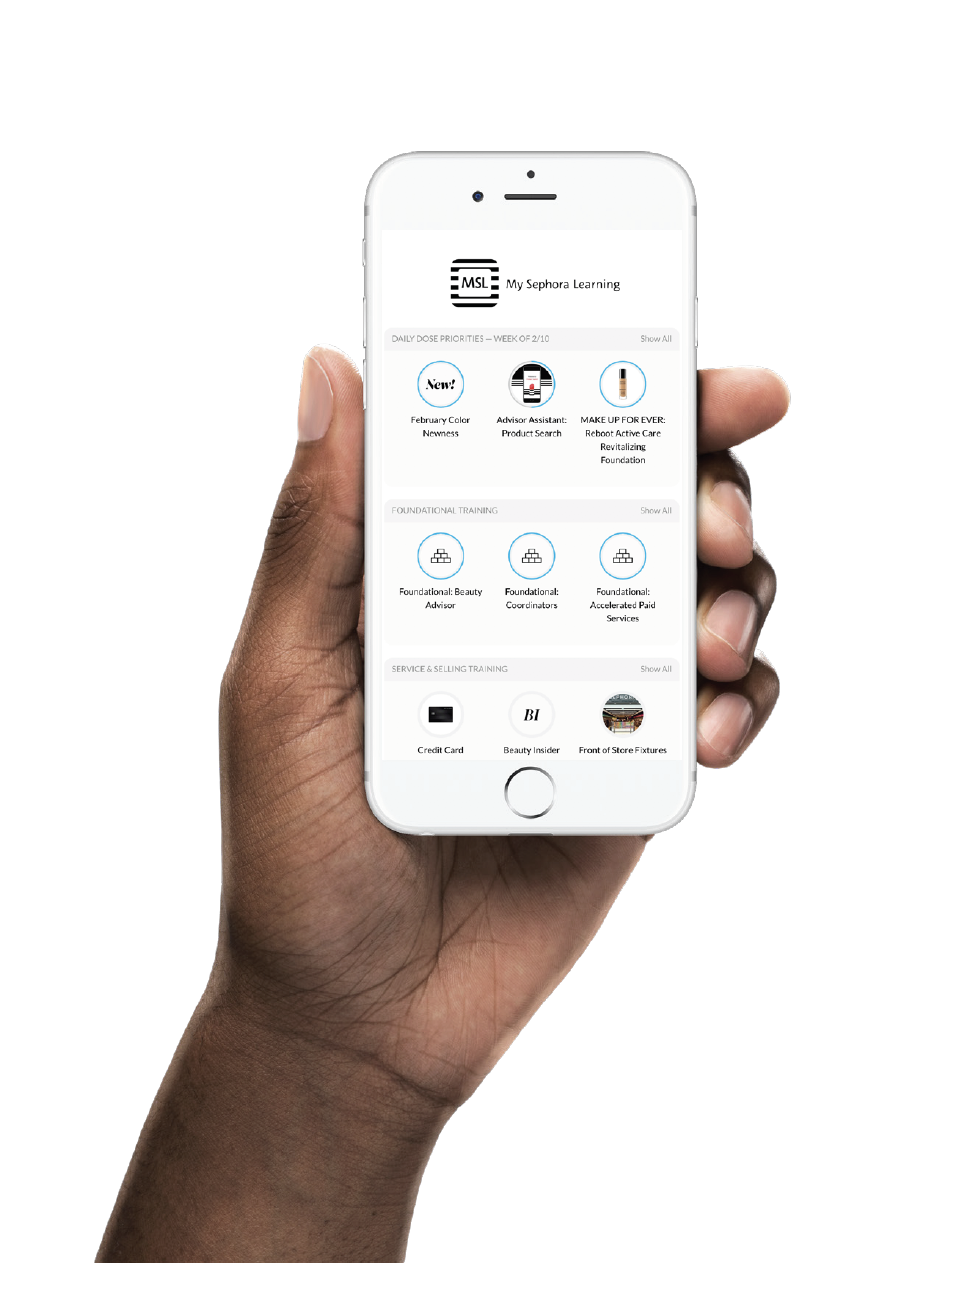 MSL My Sephora Learning
DAILY DOSE PRIORITIES — WEEK OF 2/10 Show All
New!
February Color
Newness
Advisor Assistant:
Product Search
MAKE UP FOR EVER:
Reboot Active Care
Revitalizing
Foundation
FOUNDATIONAL TRAINING Show All
Foundational: Beauty
Advisor
Foundational:
Coordinators
Foundational:
Accelerated Paid
Services
SERVICE & SELLING TRAINING Show All
BI
Credit Card
Beauty Insider
Front of Store Fixtures